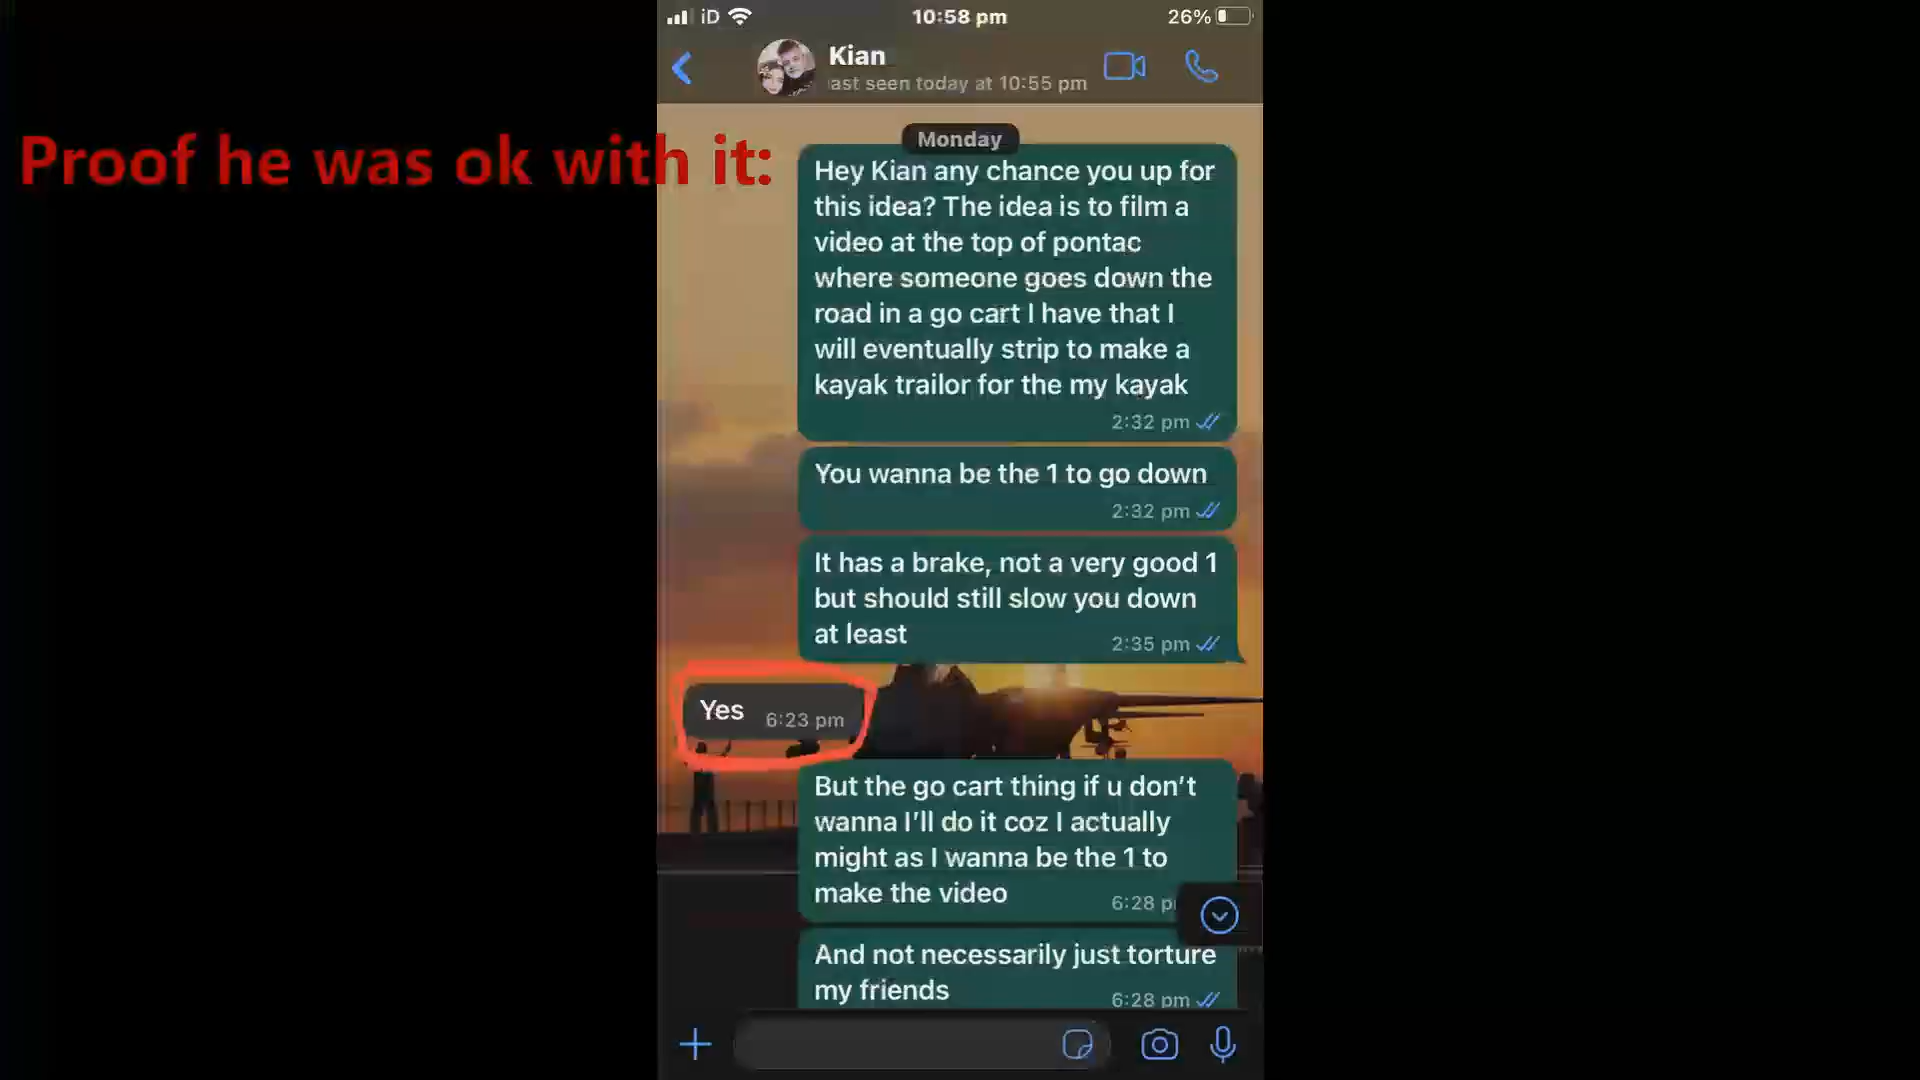 iD
10:58 pm
26%
Kian
ast seen today at 10:55 pm
Proof he was ok with it:
Monday
Hey Kian any chance you up for
this idea? The idea is to film a
video at the top of pontac
where someone goes down the
road in a go cart I have that I
will eventually strip to make a
kayak trailor for the my kayak
2:32 pm
You wanna be the 1 to go down
2:32 pm
It has a brake, not a very good 1
but should still slow you down
at least
2:35 pm
Yes
6:23 pm
But the go cart thing if u don't
wanna I'll do it coz I actually
might as I wanna be the 1 to
make the video
6:28 p
And not necessarily just torture
my friends
6:28 pm